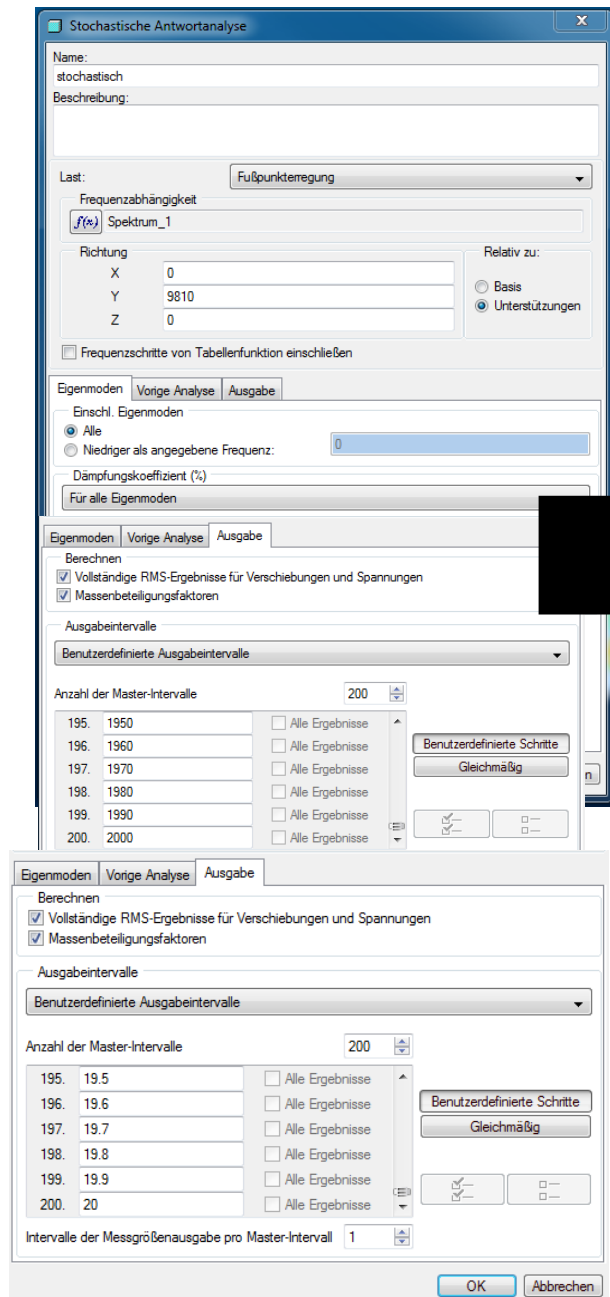 Stochastische Antwortanalyse
x
Name:
stochastisch
Beschreibung:
Last: Fußpunkterregung
Frequenzabhängigkeit
f(x) Spektrum_1
Richtung
Relativ zu:
X 0
Basis
Y 9810
Unterstützungen
Z 0
Frequenzschritte von Tabellenfunktion einschließen
Eigenmoden Vorige Analyse Ausgabe
Einschl. Eigenmoden
Alle
Niedriger als angegebene Frequenz: 0
Dämpfungskoeffizient (%)
Für alle Eigenmoden
Eigenmoden Vorige Analyse Ausgabe
Berechnen
Vollständige RMS-Ergebnisse für Verschiebungen und Spannungen
Massenbeteiligungsfaktoren
Ausgabeintervalle
Benutzerdefinierte Ausgabeintervalle
Anzahl der Master-Intervalle 200
195. 1950 Alle Ergebnisse
196. 1960 Alle Ergebnisse Benutzerdefinierte Schritte
197. 1970 Alle Ergebnisse Gleichmäßig
198. 1980 Alle Ergebnisse
199. 1990 Alle Ergebnisse
200. 2000 Alle Ergebnisse
Eigenmoden Vorige Analyse Ausgabe
Berechnen
Vollständige RMS-Ergebnisse für Verschiebungen und Spannungen
Massenbeteiligungsfaktoren
Ausgabeintervalle
Benutzerdefinierte Ausgabeintervalle
Anzahl der Master-Intervalle 200
195. 19.5 Alle Ergebnisse
196. 19.6 Alle Ergebnisse Benutzerdefinierte Schritte
197. 19.7 Alle Ergebnisse Gleichmäßig
198. 19.8 Alle Ergebnisse
199. 19.9 Alle Ergebnisse
200. 20 Alle Ergebnisse
Intervalle der Messgrößenausgabe pro Master-Intervall 1
OK Abbrechen